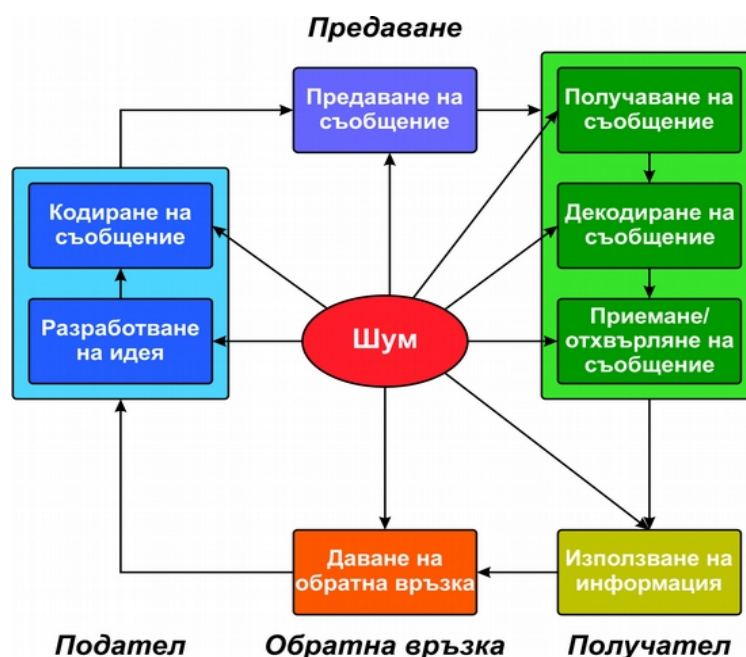 Предаване
Предаване на
съобщение
Получаване на
съобщение
Кодиране на
съобщение
Декодиране на
съобщение
Разработване
на идея
Шум
Приемане/
отхвърляне на
съобщение
Даване на
обратна връзка
Използване на
информация
Подател
Обратна връзка
Получател